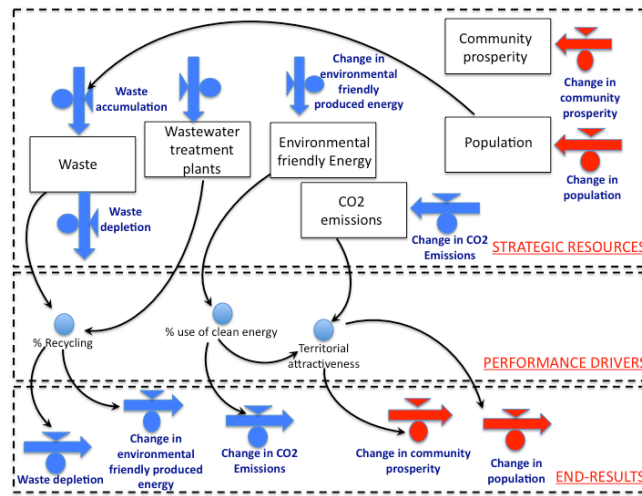 Change in
environmental
friendly
produced energy
Community
prosperity
Waste
accumulation
Change in
community
prosperity
Wastewater
treatment
plants
Environmental
friendly Energy
Population
Waste
Waste
depletion
CO2
emissions
Change in
population
Change in CO2
Emissions
STRATEGIC RESOURCES
% Recycling
% use of clean energy
Territorial
attractiveness
PERFORMANCE DRIVERS
Waste depletion
Change in
environmental
friendly produced
energy
Change in CO2
Emissions
Change in community
prosperity
Change in
population
END-RESULTS